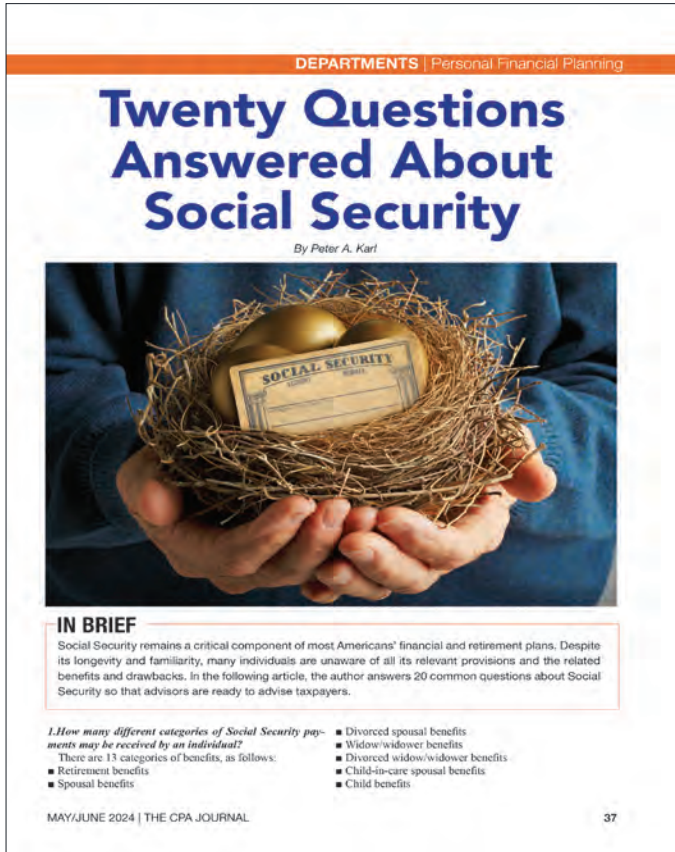 DEPARTMENTS | Personal Financial Planning
Twenty Questions
Answered About
Social Security
By Peter A. Karl
SOCIAL SECURITY
IN BRIEF
Social Security remains a critical component of most Americans' financial and retirement plans. Despite
its longevity and familiarity, many individuals are unaware of all its relevant provisions and the related
benefits and drawbacks. In the following article, the author answers 20 common questions about Social
Security so that advisors are ready to advise taxpayers.
1.How many different categories of Social Security pay-
ments may be received by an individual?
There are 13 categories of benefits, as follows:
■ Retirement benefits
■ Spousal benefits
■ Divorced spousal benefits
■ Widow/widower benefits
■ Divorced widow/widower benefits
■ Child-in-care spousal benefits
■ Child benefits
MAY/JUNE 2024 | THE CPA JOURNAL
37